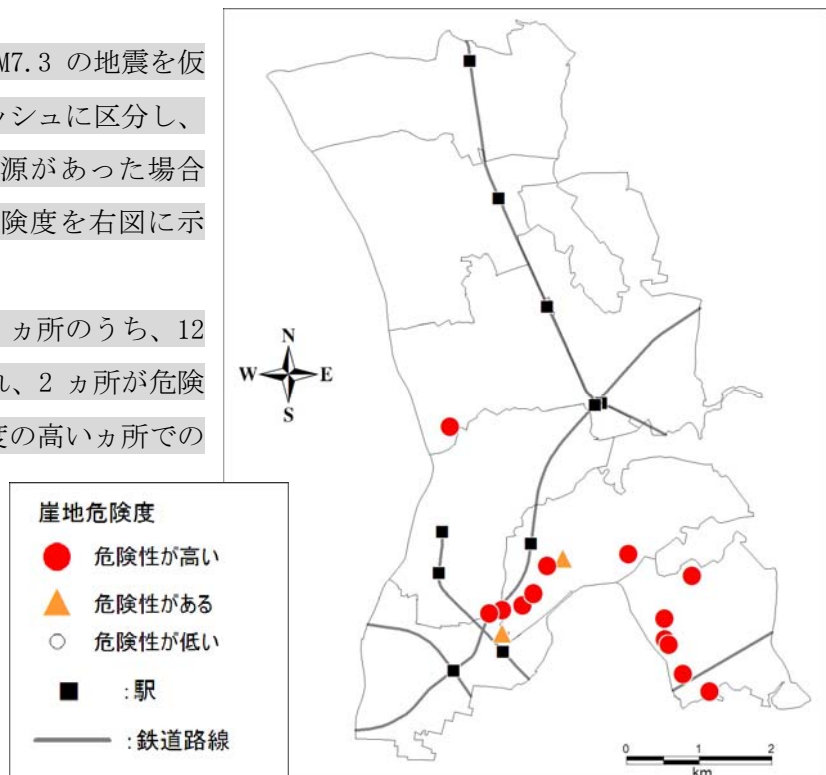 M7.3 の地震を仮
ッシュに区分し、
源があった場合
険度を右図に示
ヵ所のうち、12
れ、2 ヵ所が危険
度の高いヵ所での
N
W E
S
崖地危険度
危険性が高い
危険性がある
危険性が低い
:駅
:鉄道路線
0 1 2
km